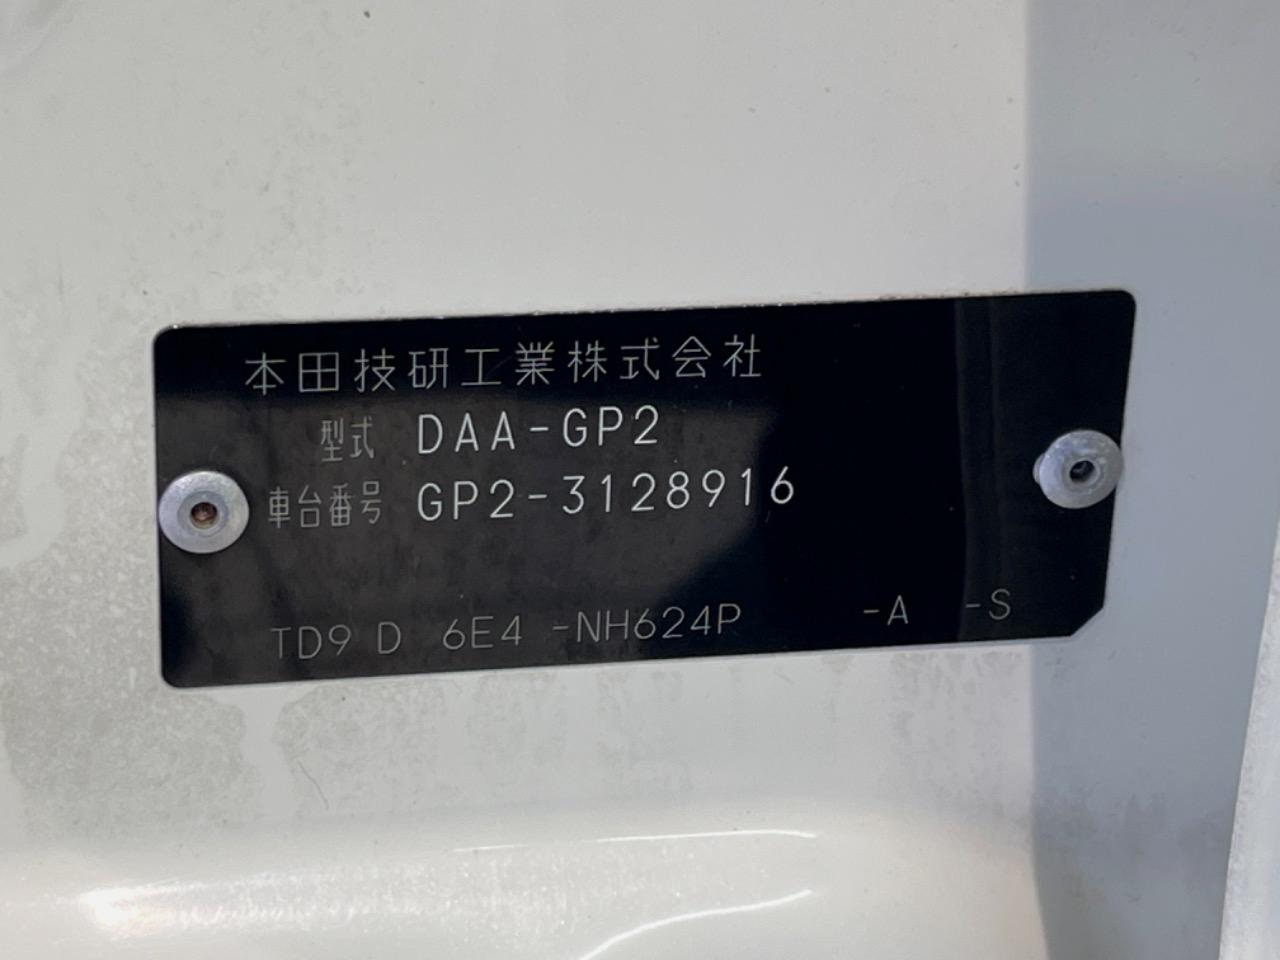 本田技研工業株式会社
型式 DAA-GP2
車台番号 GP2-3128916
TD9 D 6E4 -NH624P -A -S